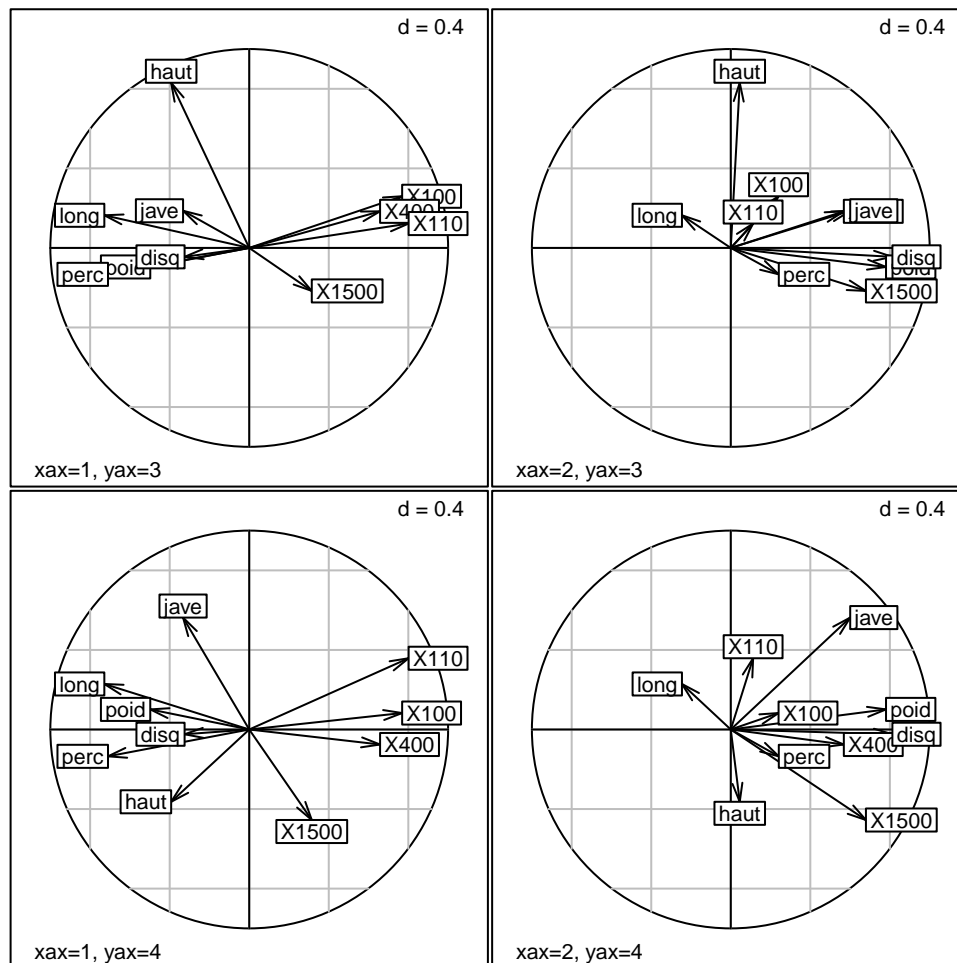 d = 0.4
haut
X100
X400
X110
long
jave
disq
poid
perc
X1500
xax=1, yax=3
d = 0.4
haut
X100
X110
long
jave
disq
poid
perc
X1500
xax=2, yax=3
d = 0.4
jave
X110
long
poid
X100
disq
X400
perc
haut
X1500
xax=1, yax=4
d = 0.4
jave
X110
long
X100
poid
disq
X400
perc
haut
X1500
xax=2, yax=4